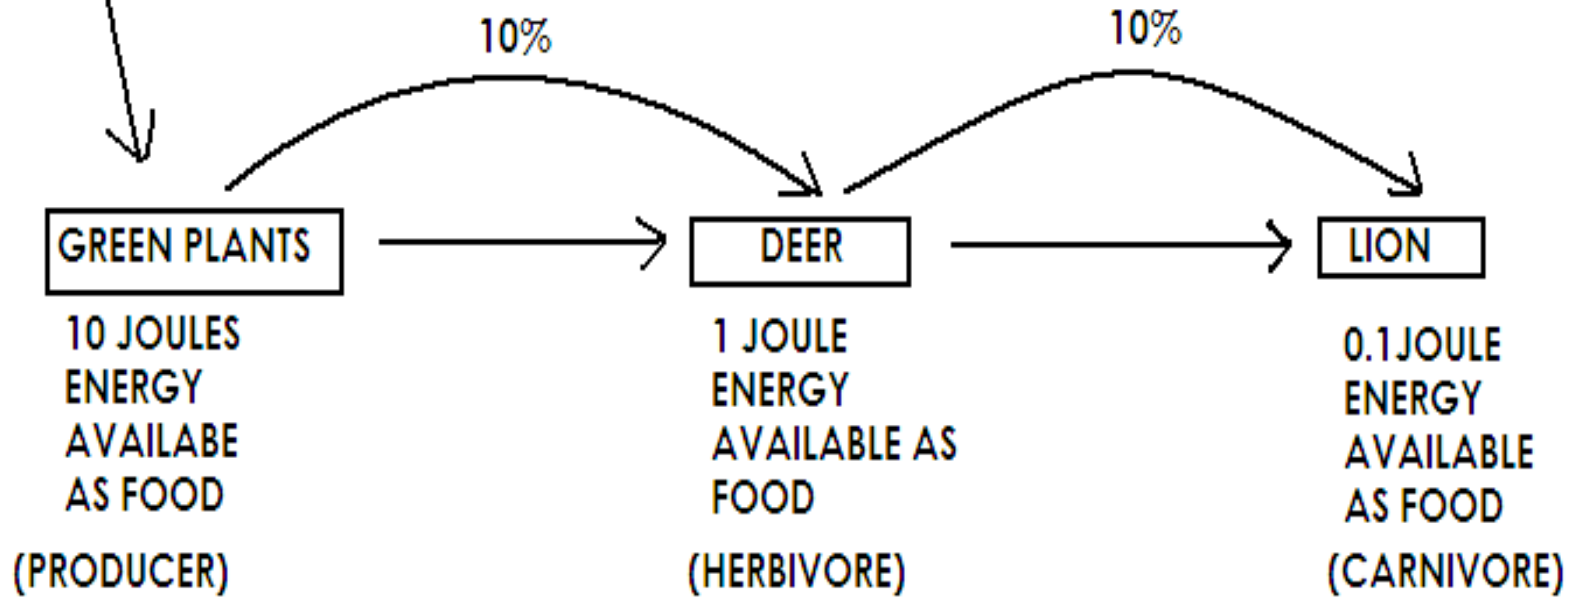 10%
10%
GREEN PLANTS
DEER
LION
10 JOULES
ENERGY
AVAILABE
AS FOOD
(PRODUCER)
1 JOULE
ENERGY
AVAILABLE AS
FOOD
(HERBIVORE)
0.1JOULE
ENERGY
AVAILABLE
AS FOOD
(CARNIVORE)